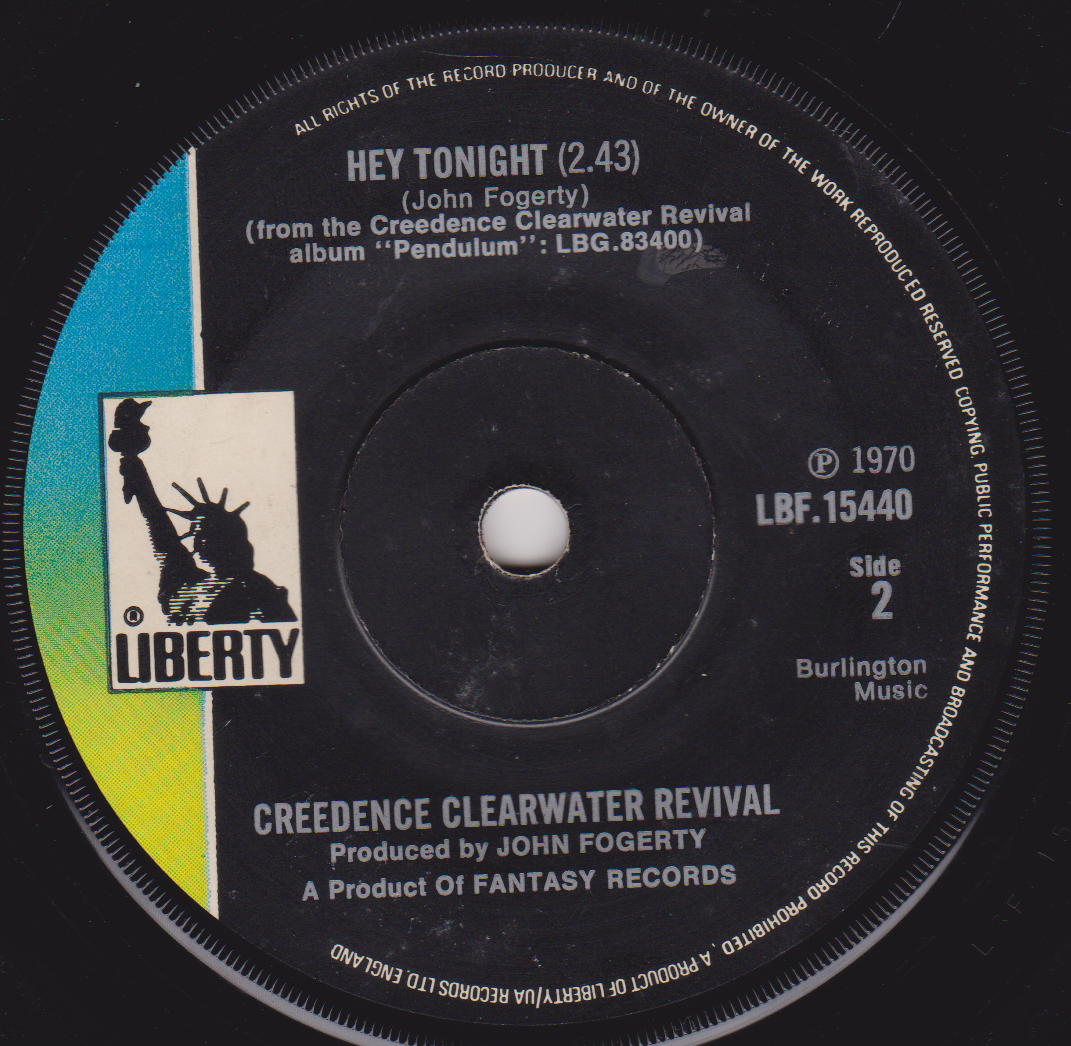 ALL RIGHTS OF THE RECORD PRODUCER AND OF THE OWNER OF THE WORK REPRODUCED RESERVED COPYING, PUBLIC PERFORMANCE AND BROADCASTING OF THIS RECORD PROHIBITED, A PRODUCT OF LIBERTY/UA RECORDS LTD. ENGLAND
HEY TONIGHT (2.43)
(John Fogerty)
(from the Creedence Clearwater Revival
album "Pendulum": LBG.83400)
℗ 1970
LBF.15440
Side
2
LIBERTY
Burlington
Music
CREEDENCE CLEARWATER REVIVAL
Produced by JOHN FOGERTY
A Product Of FANTASY RECORDS